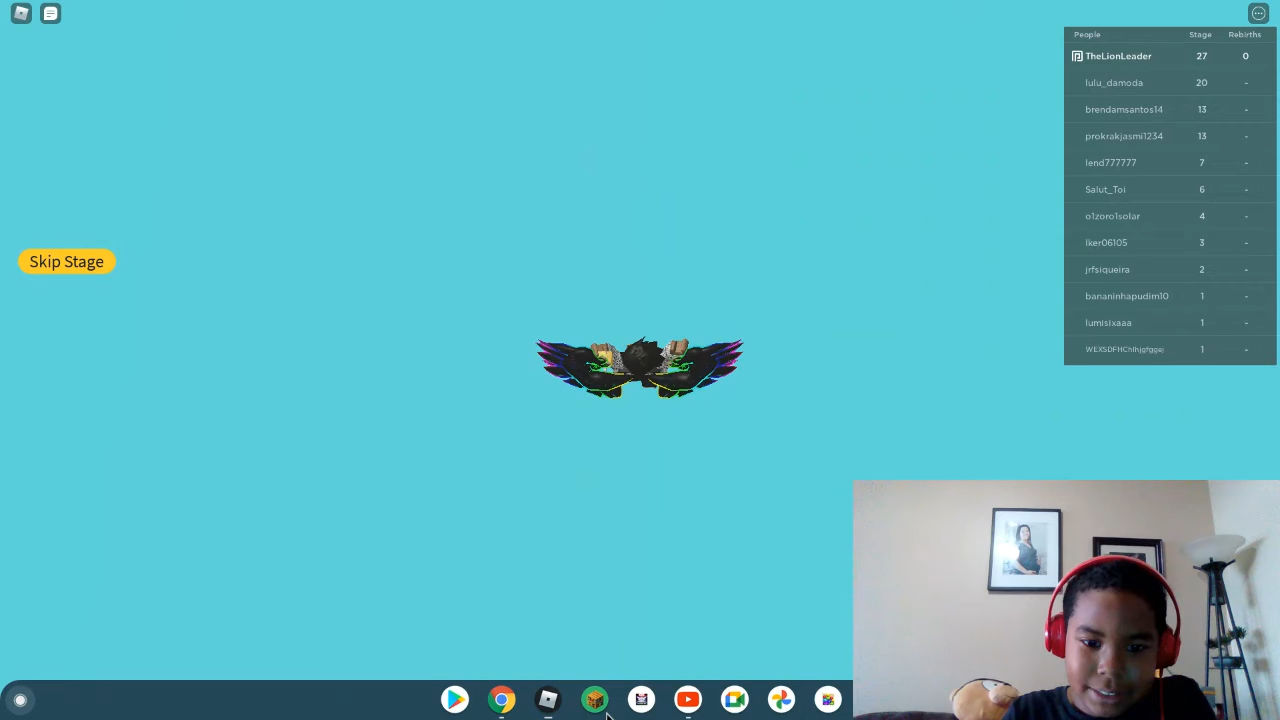 People Stage Rebirths
TheLionLeader 27 0
lulu_damoda 20 -
brendamsantos14 13 -
prokrakjasmi1234 13 -
lend777777 7 -
Salut_Toi 6 -
o1zoro1solar 4 -
Iker06105 3 -
jrfsiqueira 2 -
bananinhapudim10 1 -
lumisixaaa 1 -
1 -
Skip Stage